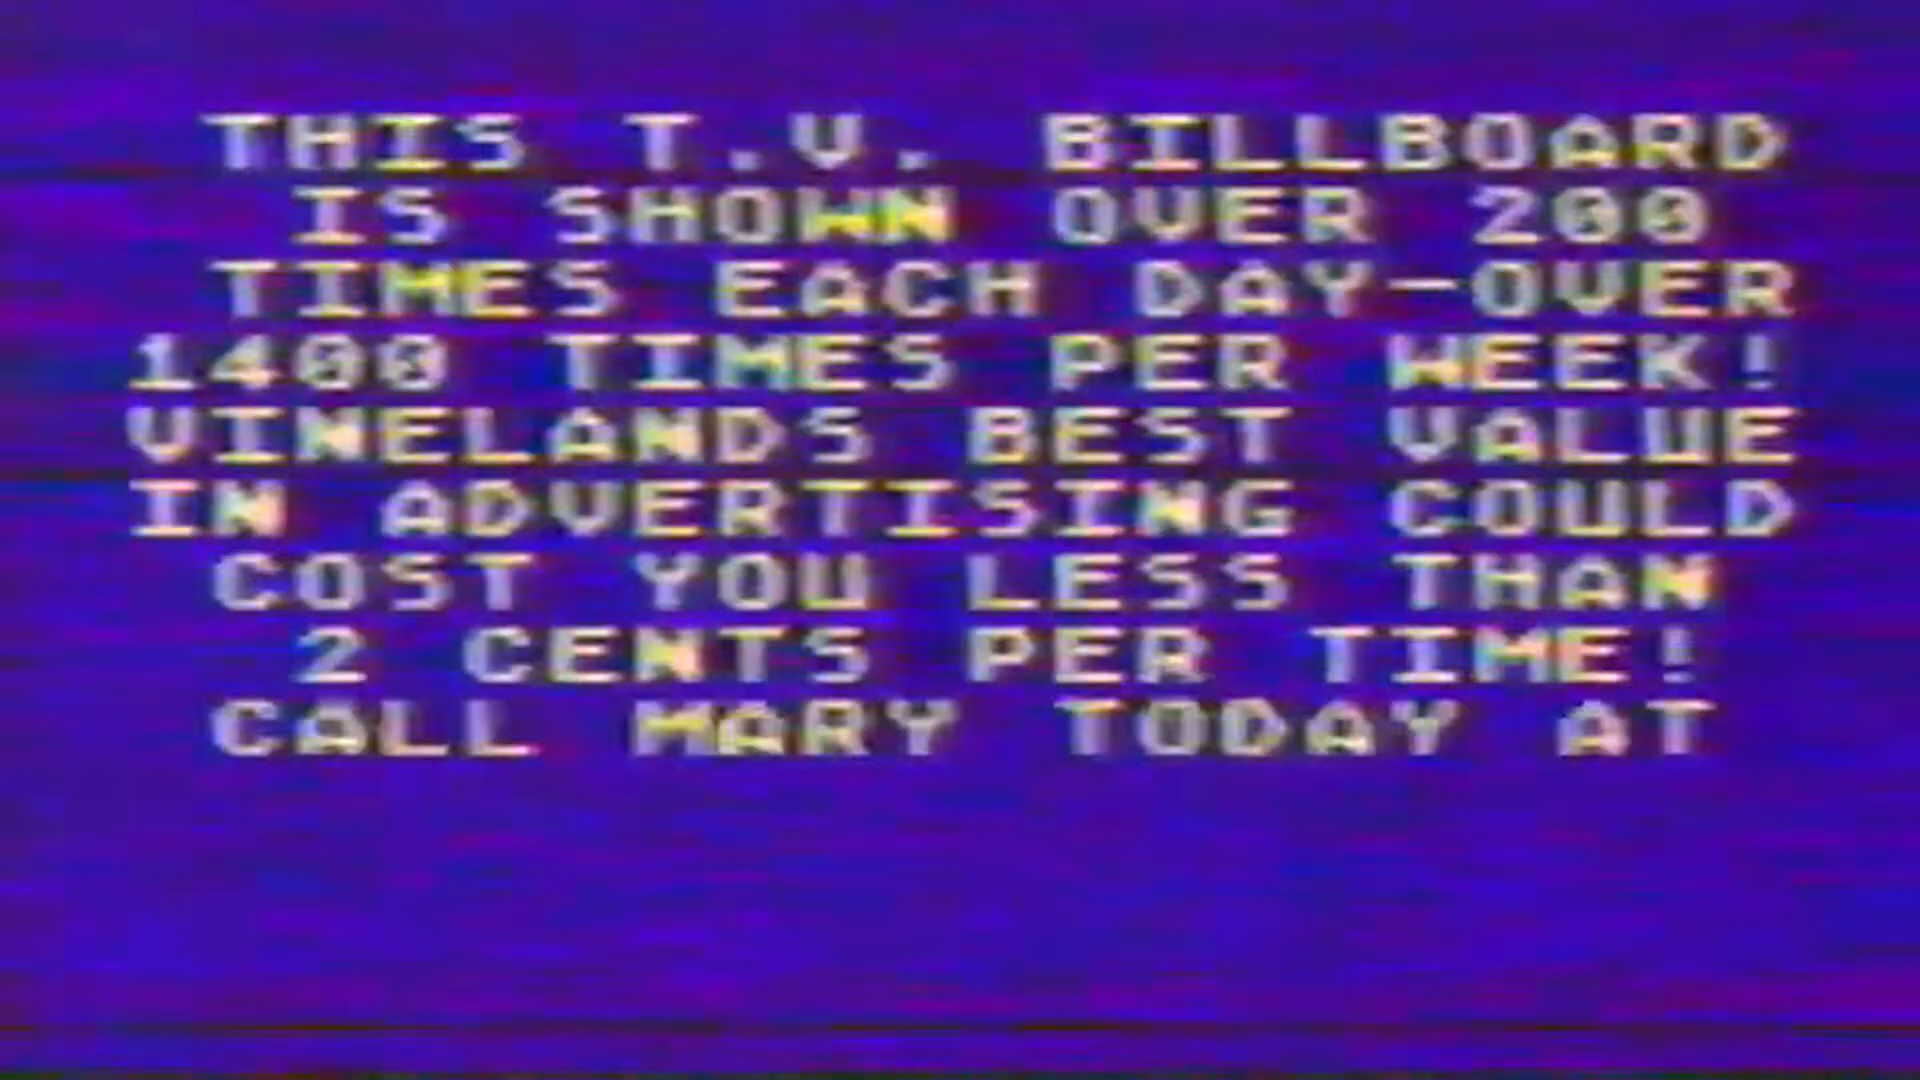 THIS T.V. BILLBOARD
IS SHOWN OVER 200
TIMES EACH DAY-OVER
1400 TIMES PER WEEK!
VINELANDS BEST VALUE
IN ADVERTISING COULD
COST YOU LESS THAN
2 CENTS PER TIME!
CALL MARY TODAY AT